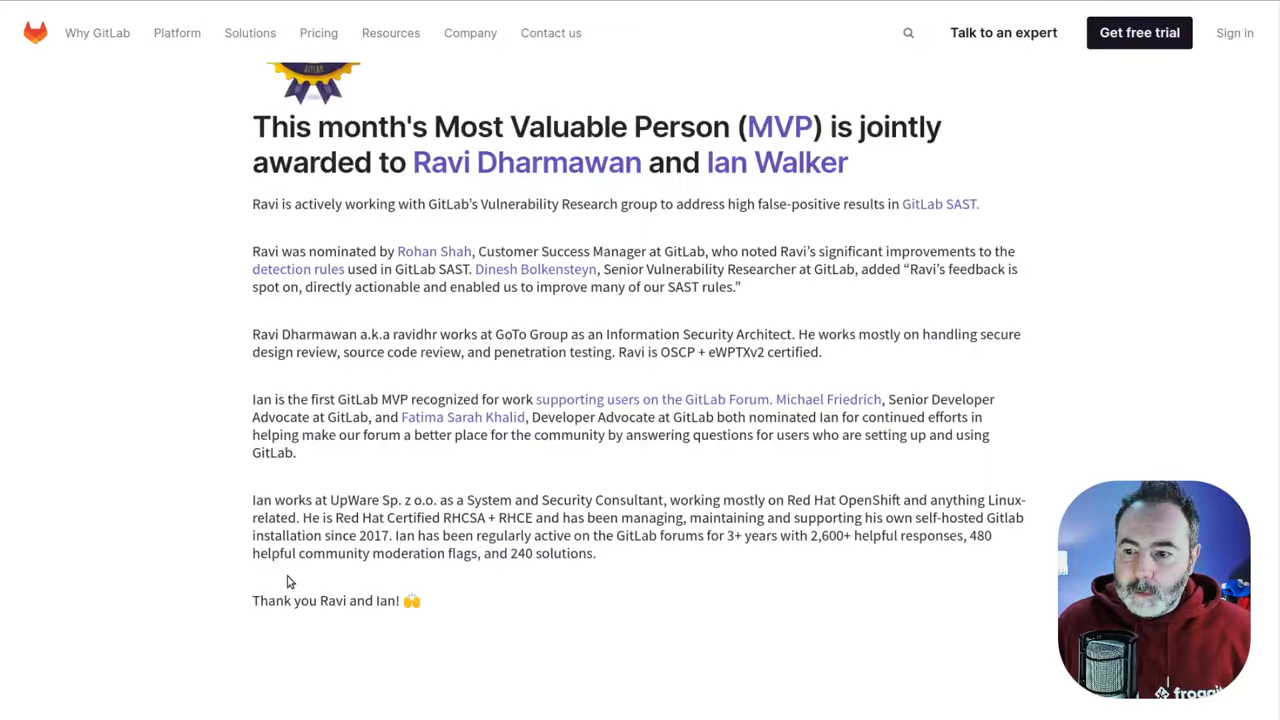 Why GitLab Platform Solutions Pricing Resources Company Contact us Talk to an expert Get free trial Sign in
GITLAB
This month's Most Valuable Person (MVP) is jointly
awarded to Ravi Dharmawan and Ian Walker
Ravi is actively working with GitLab’s Vulnerability Research group to address high false-positive results in GitLab SAST.
Ravi was nominated by Rohan Shah, Customer Success Manager at GitLab, who noted Ravi’s significant improvements to the
detection rules used in GitLab SAST. Dinesh Bolkensteyn, Senior Vulnerability Researcher at GitLab, added “Ravi’s feedback is
spot on, directly actionable and enabled us to improve many of our SAST rules.”
Ravi Dharmawan a.k.a ravidhr works at GoTo Group as an Information Security Architect. He works mostly on handling secure
design review, source code review, and penetration testing. Ravi is OSCP + eWPTXv2 certified.
Ian is the first GitLab MVP recognized for work supporting users on the GitLab Forum. Michael Friedrich, Senior Developer
Advocate at GitLab, and Fatima Sarah Khalid, Developer Advocate at GitLab both nominated Ian for continued efforts in
helping make our forum a better place for the community by answering questions for users who are setting up and using
GitLab.
Ian works at UpWare Sp. z o.o. as a System and Security Consultant, working mostly on Red Hat OpenShift and anything Linux-
related. He is Red Hat Certified RHCSA + RHCE and has been managing, maintaining and supporting his own self-hosted Gitlab
installation since 2017. Ian has been regularly active on the GitLab forums for 3+ years with 2,600+ helpful responses, 480
helpful community moderation flags, and 240 solutions.
Thank you Ravi and Ian! 🙌